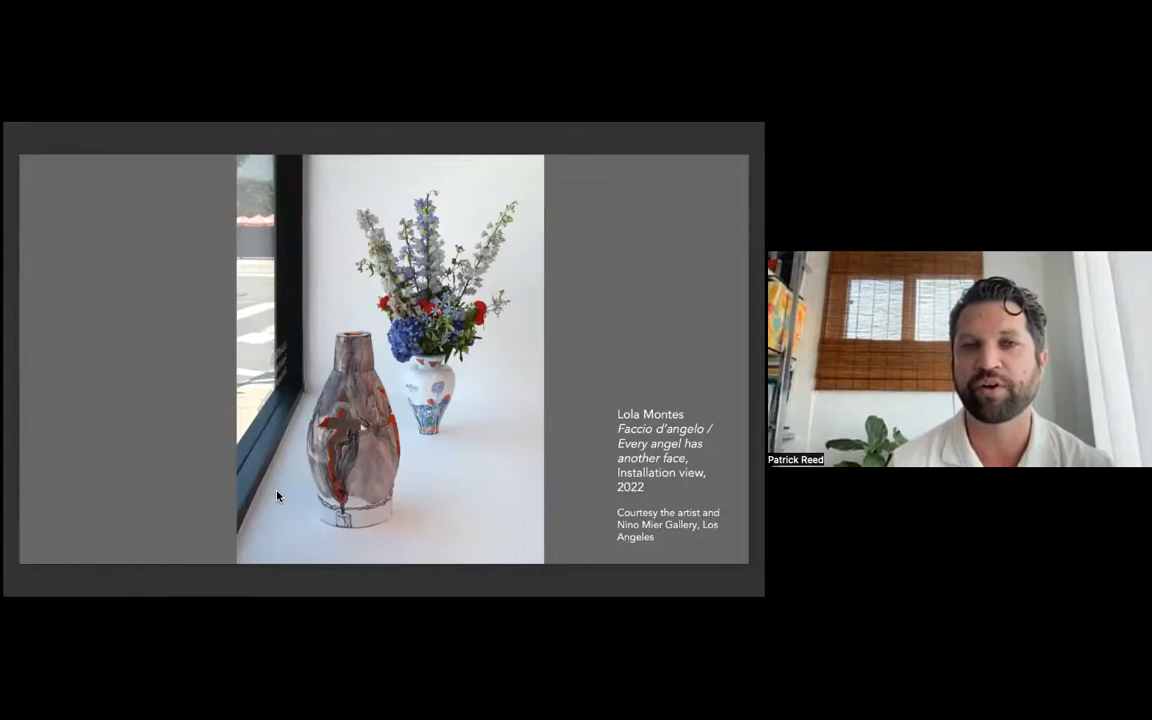 Lola Montes
Faccio d'angelo /
Every angel has
another face,
Installation view,
2022
Courtesy the artist and
Nino Mier Gallery, Los
Angeles
Patrick Reed